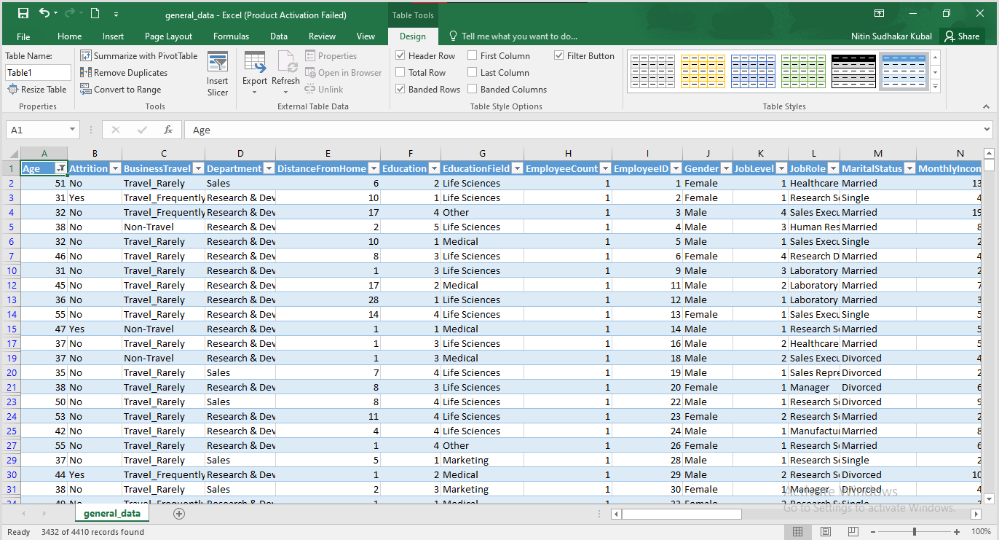 general_data - Excel (Product Activation Failed) Table Tools
File Home Insert Page Layout Formulas Data Review View Design Tell me what you want to do... Nitin Sudhakar Kubal Share
Table Name: Summarize with PivotTable Properties Header Row First Column Filter Button
Table1 Remove Duplicates Insert Slicer Export Refresh Open in Browser Total Row Last Column
Resize Table Convert to Range Unlink Banded Rows Banded Columns
Properties Tools External Table Data Table Style Options Table Styles
A1 fx Age
A B C D E F G H I J K L M N
1 Age Attrition BusinessTravel Department DistanceFromHome Education EducationField EmployeeCount EmployeeID Gender JobLevel JobRole MaritalStatus MonthlyIncon
2 51 No Travel_Rarely Sales 6 2 Life Sciences 1 1 Female 1 Healthcare Married 13
3 31 Yes Travel_Frequently Research & Dev 10 1 Life Sciences 1 2 Female 1 Research Sc Single 4
4 32 No Travel_Frequently Research & Dev 17 4 Other 1 3 Male 4 Sales Execu Married 19
5 38 No Non-Travel Research & Dev 2 5 Life Sciences 1 4 Male 3 Human Res Married 8
6 32 No Travel_Rarely Research & Dev 10 1 Medical 1 5 Male 1 Sales Execu Single 2
7 46 No Travel_Rarely Research & Dev 8 3 Life Sciences 1 6 Female 4 Research D Married 4
10 31 No Travel_Rarely Research & Dev 1 3 Life Sciences 1 9 Male 3 Laboratory Married 2
12 45 No Travel_Rarely Research & Dev 17 2 Medical 1 11 Male 2 Laboratory Married 7
13 36 No Travel_Rarely Research & Dev 28 1 Life Sciences 1 12 Male 1 Laboratory Married 3
14 55 No Travel_Rarely Research & Dev 14 4 Life Sciences 1 13 Female 1 Sales Execu Single 5
15 47 Yes Non-Travel Research & Dev 1 1 Medical 1 14 Male 1 Research Sc Married 5
17 37 No Travel_Rarely Research & Dev 1 3 Life Sciences 1 16 Male 2 Healthcare Married 5
19 37 No Non-Travel Research & Dev 1 3 Medical 1 18 Male 2 Sales Execu Divorced 4
20 35 No Travel_Rarely Sales 7 4 Life Sciences 1 19 Male 1 Sales Repre Divorced 2
21 38 No Travel_Rarely Research & Dev 8 3 Life Sciences 1 20 Female 1 Manager Divorced 6
23 50 No Travel_Rarely Sales 8 4 Life Sciences 1 22 Male 1 Research Sc Divorced 9
24 53 No Travel_Rarely Research & Dev 11 4 Life Sciences 1 23 Female 2 Research Sc Married 2
25 42 No Travel_Rarely Research & Dev 4 4 Life Sciences 1 24 Male 1 Manufactur Married 8
27 55 No Travel_Rarely Research & Dev 1 4 Other 1 26 Female 1 Research Sc Married 6
29 37 No Travel_Rarely Sales 5 1 Marketing 1 28 Male 1 Research Sc Single 2
30 44 Yes Travel_Frequently Research & Dev 1 2 Medical 1 29 Male 2 Research Sc Divorced 10
31 38 No Travel_Rarely Sales 2 3 Marketing 1 30 Female 1 Manager Divorced 4
Activate Windows
Go to Settings to activate Windows.
general_data
Ready 3432 of 4410 records found 100%